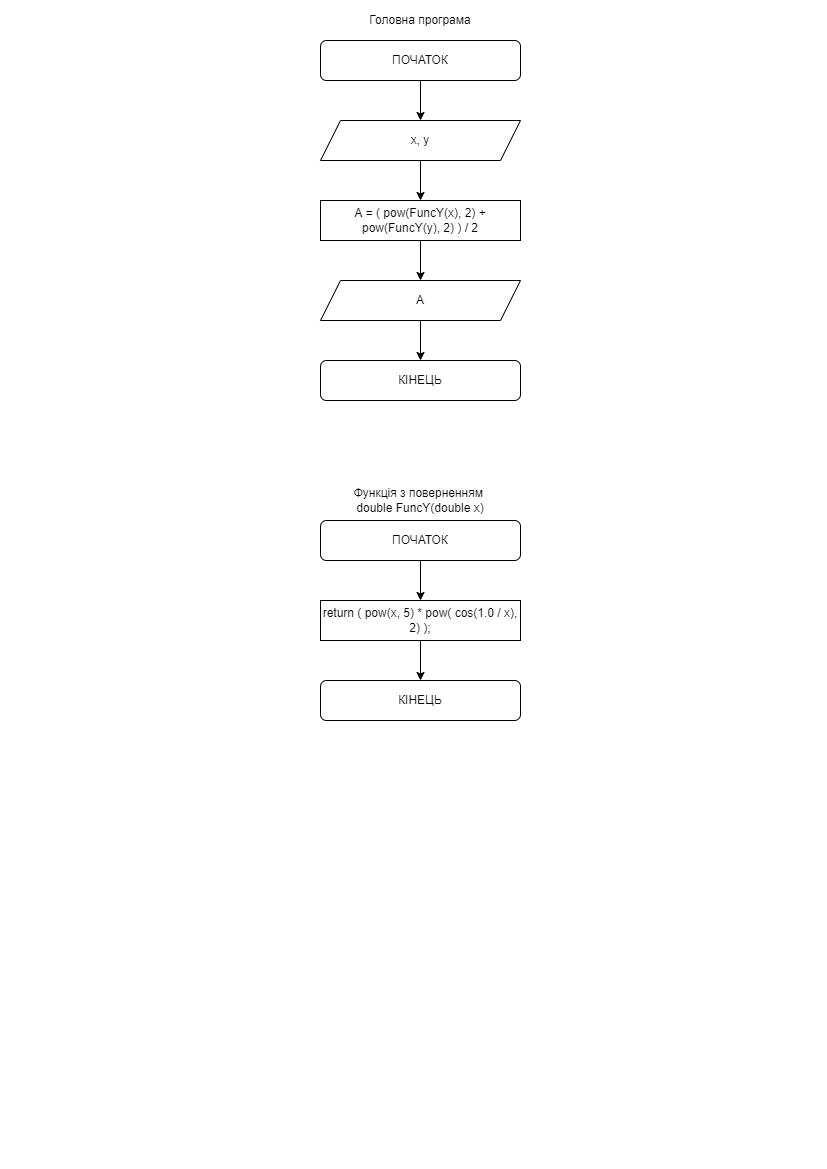 Головна програма
ПОЧАТОК
x, y
A = ( pow(FuncY(x), 2) +
pow(FuncY(y), 2) ) / 2
A
КІНЕЦЬ
Функція з поверненням
double FuncY(double x)
ПОЧАТОК
return ( pow(x, 5) * pow( cos(1.0 / x),
2) );
КІНЕЦЬ